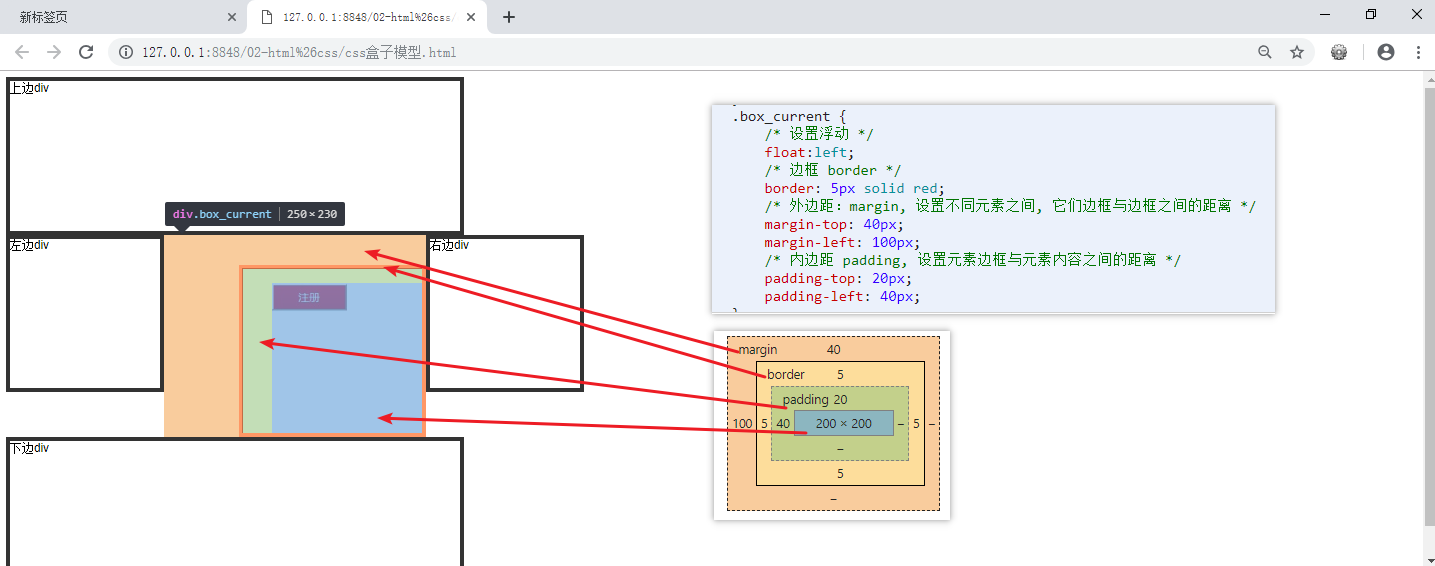 新标签页
127.0.0.1:8848/02-html%26css/
127.0.0.1:8848/02-html%26css/css盒子模型.html
上边div
.box_current {
/* 设置浮动 */
float:left;
/* 边框 border */
border: 5px solid red;
/* 外边距：margin, 设置不同元素之间, 它们边框与边框之间的距离 */
margin-top: 40px;
margin-left: 100px;
/* 内边距 padding, 设置元素边框与元素内容之间的距离 */
padding-top: 20px;
padding-left: 40px;
div.box_current 250×230
左边div
右边div
注册
margin 40
border 5
padding 20
100 5 40 200 × 200 – 5 –
–
5
–
下边div